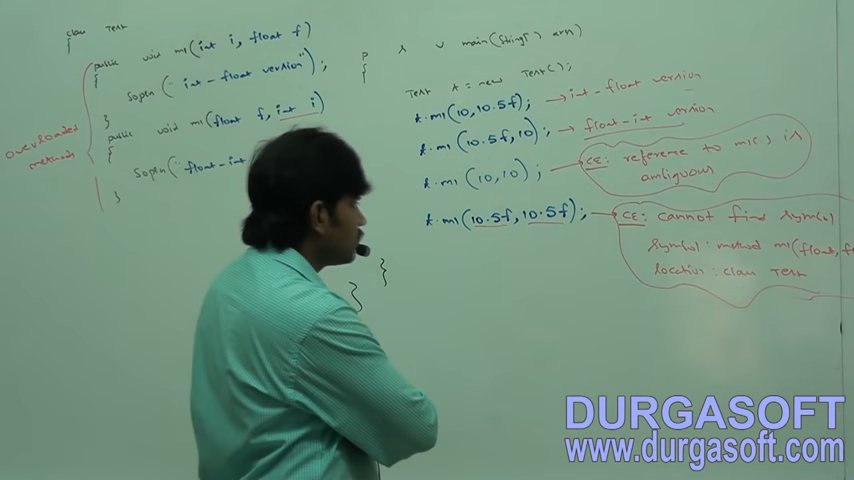 class Test
{
public void m1(int i, float f)
{
Sopln("int-float version");
}
public void m1(float f, int i)
{
Sopln("float-int
}
overloaded
methods
P S V main(String[] args)
{
Test t = new Test();
t.m1(10,10.5f); → int-float version
t.m1(10.5f,10); → float-int version
t.m1(10,10); → CE: reference to m1() is
ambiguous
t.m1(10.5f,10.5f); → CE: cannot find symbol
symbol: method m1(float,
location: class Test
}
}
DURGASOFT
www.durgasoft.com